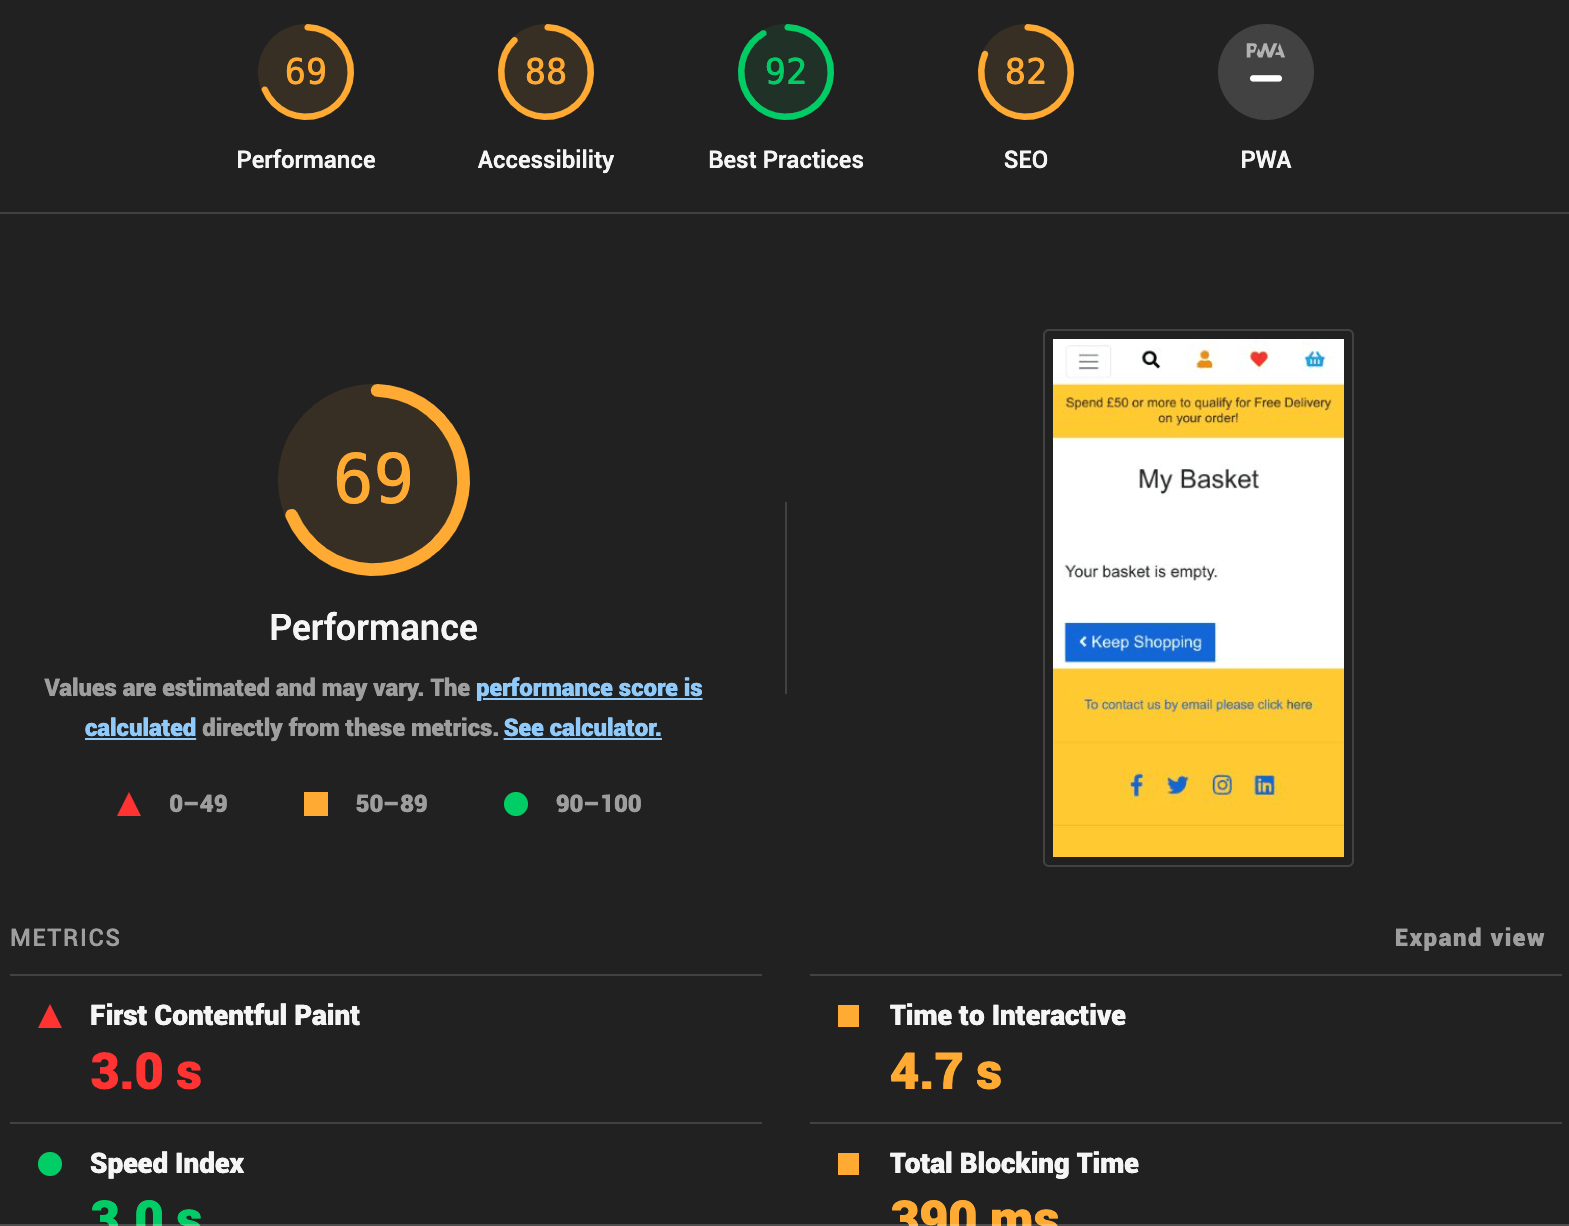 69
88
92
82
PWA
Performance
Accessibility
Best Practices
SEO
PWA
69
Performance
Values are estimated and may vary. The performance score is
calculated directly from these metrics. See calculator.
0–49
50–89
90–100
Spend £50 or more to qualify for Free Delivery
on your order!
My Basket
Your basket is empty.
Keep Shopping
To contact us by email please click here
METRICS
Expand view
First Contentful Paint
3.0 s
Time to Interactive
4.7 s
Speed Index
3.0 s
Total Blocking Time
390 ms